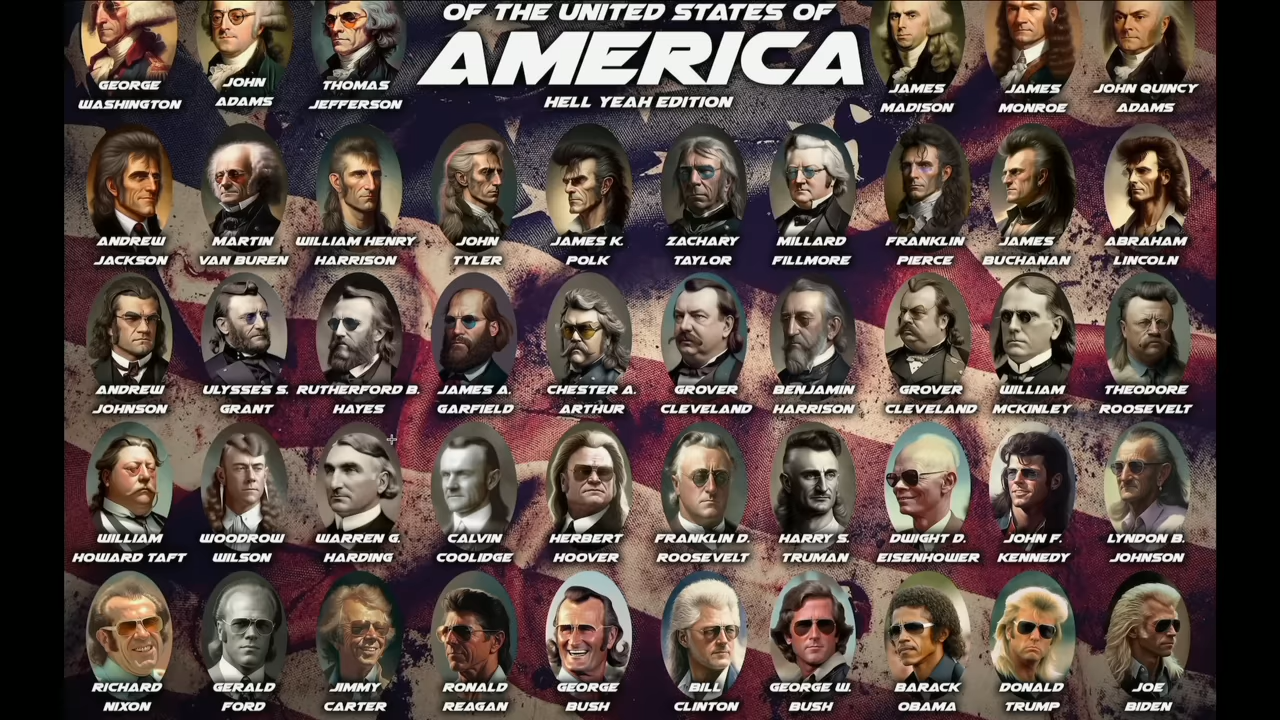 OF THE UNITED STATES OF
AMERICA
HELL YEAH EDITION
GEORGE
WASHINGTON
JOHN
ADAMS
THOMAS
JEFFERSON
JAMES
MADISON
JAMES
MONROE
JOHN QUINCY
ADAMS
ANDREW
JACKSON
MARTIN
VAN BUREN
WILLIAM HENRY
HARRISON
JOHN
TYLER
JAMES K.
POLK
ZACHARY
TAYLOR
MILLARD
FILLMORE
FRANKLIN
PIERCE
JAMES
BUCHANAN
ABRAHAM
LINCOLN
ANDREW
JOHNSON
ULYSSES S.
GRANT
RUTHERFORD B.
HAYES
JAMES A.
GARFIELD
CHESTER A.
ARTHUR
GROVER
CLEVELAND
BENJAMIN
HARRISON
GROVER
CLEVELAND
WILLIAM
MCKINLEY
THEODORE
ROOSEVELT
WILLIAM
HOWARD TAFT
WOODROW
WILSON
WARREN G.
HARDING
CALVIN
COOLIDGE
HERBERT
HOOVER
FRANKLIN D.
ROOSEVELT
HARRY S.
TRUMAN
DWIGHT D.
EISENHOWER
JOHN F.
KENNEDY
LYNDON B.
JOHNSON
RICHARD
NIXON
GERALD
FORD
JIMMY
CARTER
RONALD
REAGAN
GEORGE
BUSH
BILL
CLINTON
GEORGE W.
BUSH
BARACK
OBAMA
DONALD
TRUMP
JOE
BIDEN